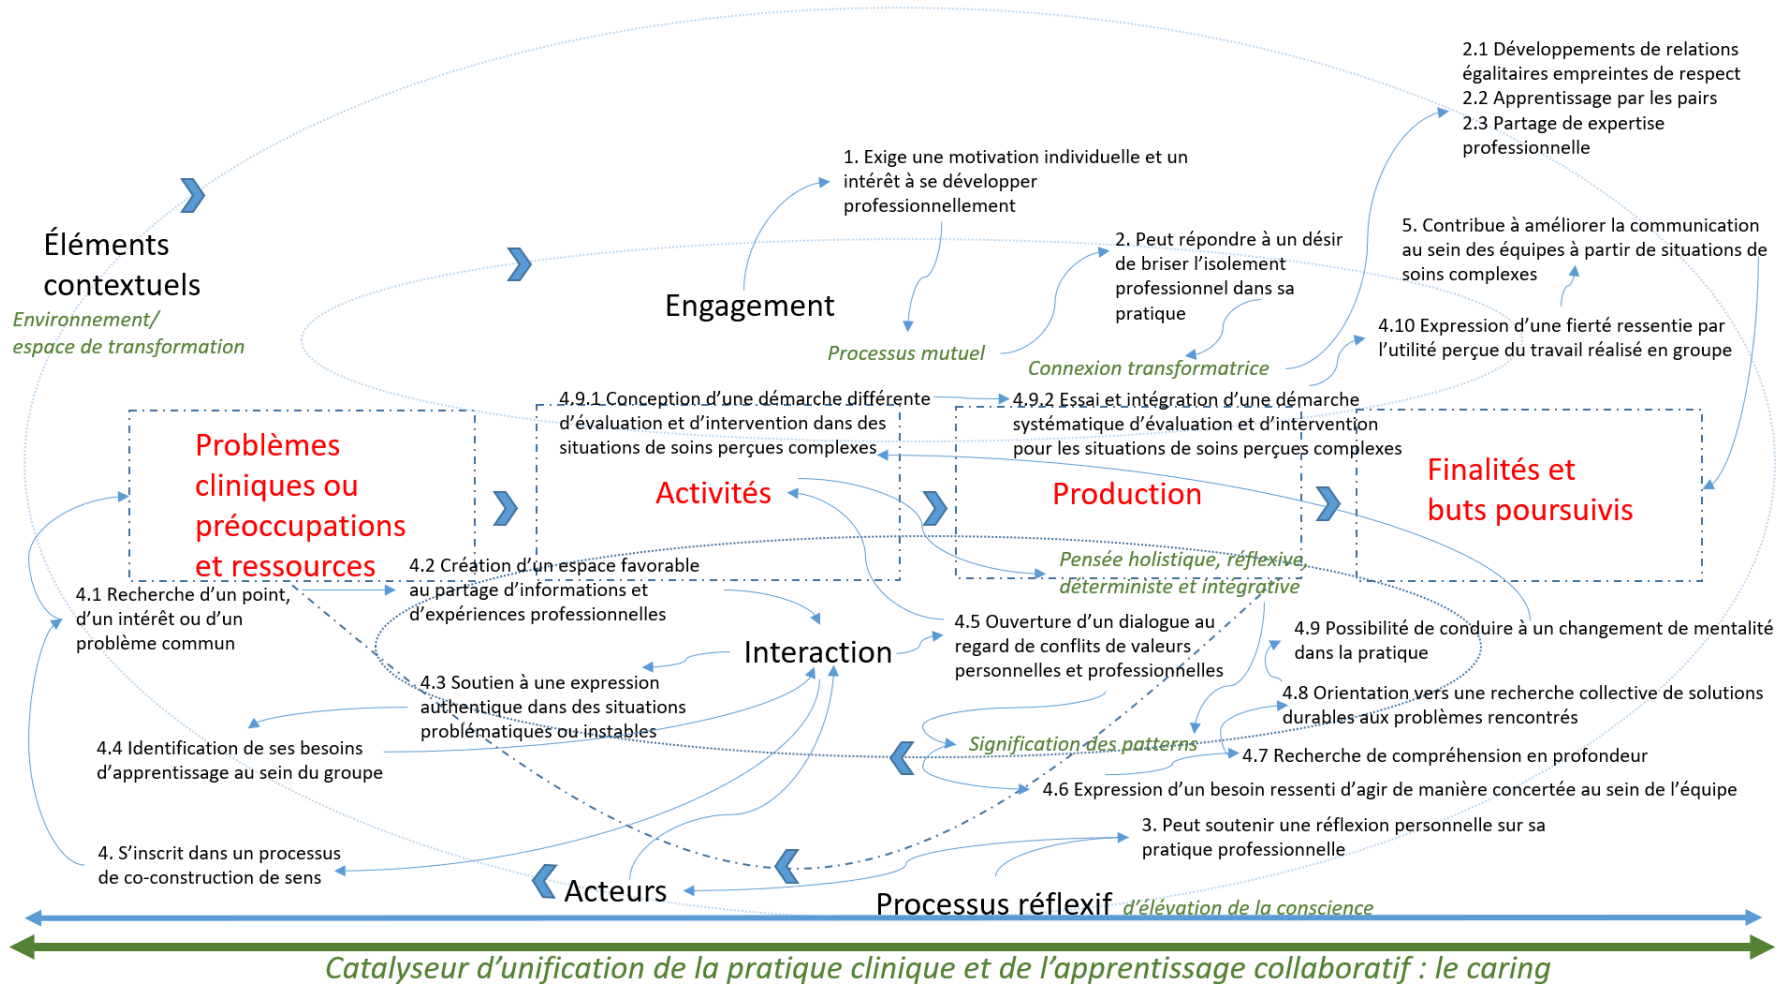 2.1 Développements de relations
égalitaires empreintes de respect
2.2 Apprentissage par les pairs
2.3 Partage de expertise
professionnelle
1. Exige une motivation individuelle et un
intérêt à se développer
professionnellement
Éléments
contextuels
Environnement/
espace de transformation
Engagement
2. Peut répondre à un désir
de briser l’isolement
professionnel dans sa
pratique
5. Contribue à améliorer la communication
au sein des équipes à partir de situations de
soins complexes
Processus mutuel
Connexion transformatrice
4.10 Expression d’une fierté ressentie par
l’utilité perçue du travail réalisé en groupe
4.9.1 Conception d’une démarche différente
d’évaluation et d’intervention dans des
situations de soins perçues complexes
4.9.2 Essai et intégration d’une démarche
systématique d’évaluation et d’intervention
pour les situations de soins perçues complexes
Problèmes
cliniques ou
préoccupations
et ressources
Activités
Production
Finalités et
buts poursuivis
4.1 Recherche d’un point,
d’un intérêt ou d’un
problème commun
4.2 Création d’un espace favorable
au partage d’informations et
d’expériences professionnelles
Pensée holistique, réflexive,
déterministe et intégrative
Interaction
4.5 Ouverture d’un dialogue au
regard de conflits de valeurs
personnelles et professionnelles
4.9 Possibilité de conduire à un changement de mentalité
dans la pratique
4.3 Soutien à une expression
authentique dans des situations
problématiques ou instables
4.8 Orientation vers une recherche collective de solutions
durables aux problèmes rencontrés
4.4 Identification de ses besoins
d’apprentissage au sein du groupe
Signification des patterns
4.7 Recherche de compréhension en profondeur
4.6 Expression d’un besoin ressenti d’agir de manière concertée au sein de l’équipe
3. Peut soutenir une réflexion personnelle sur sa
pratique professionnelle
4. S’inscrit dans un processus
de co-construction de sens
Acteurs
Processus réflexif d’élévation de la conscience
Catalyseur d’unification de la pratique clinique et de l’apprentissage collaboratif : le caring